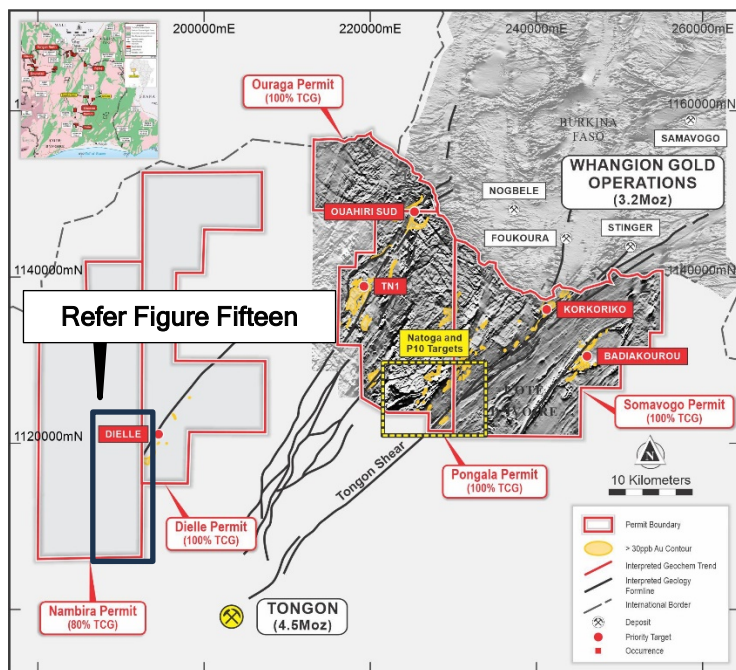 200000mE
220000mE
240000mE
260000mE
Ouraga Permit
(100% TCG)
1160000mN
BURKINA
FASO
SAMAVOGO
WHANGION GOLD
OPERATIONS
(3.2Moz)
NOGBELE
OUAHIRI SUD
FOUKOURA
STINGER
1140000mN
1140000mN
TN1
KORKORIKO
Refer Figure Fifteen
Natoga and
P10 Targets
BADIAKOUROU
CÔTE
D'IVOIRE
Somavogo Permit
(100% TCG)
1120000mN
DIELLE
Tongon Shear
Pongala Permit
(100% TCG)
10 Kilometers
Dielle Permit
(100% TCG)
Nambira Permit
(80% TCG)
TONGON
(4.5Moz)
Permit Boundary
> 30ppb Au Contour
Interpreted Geochem Trend
Interpreted Geology
Formline
International Border
Deposit
Priority Target
Occurrence